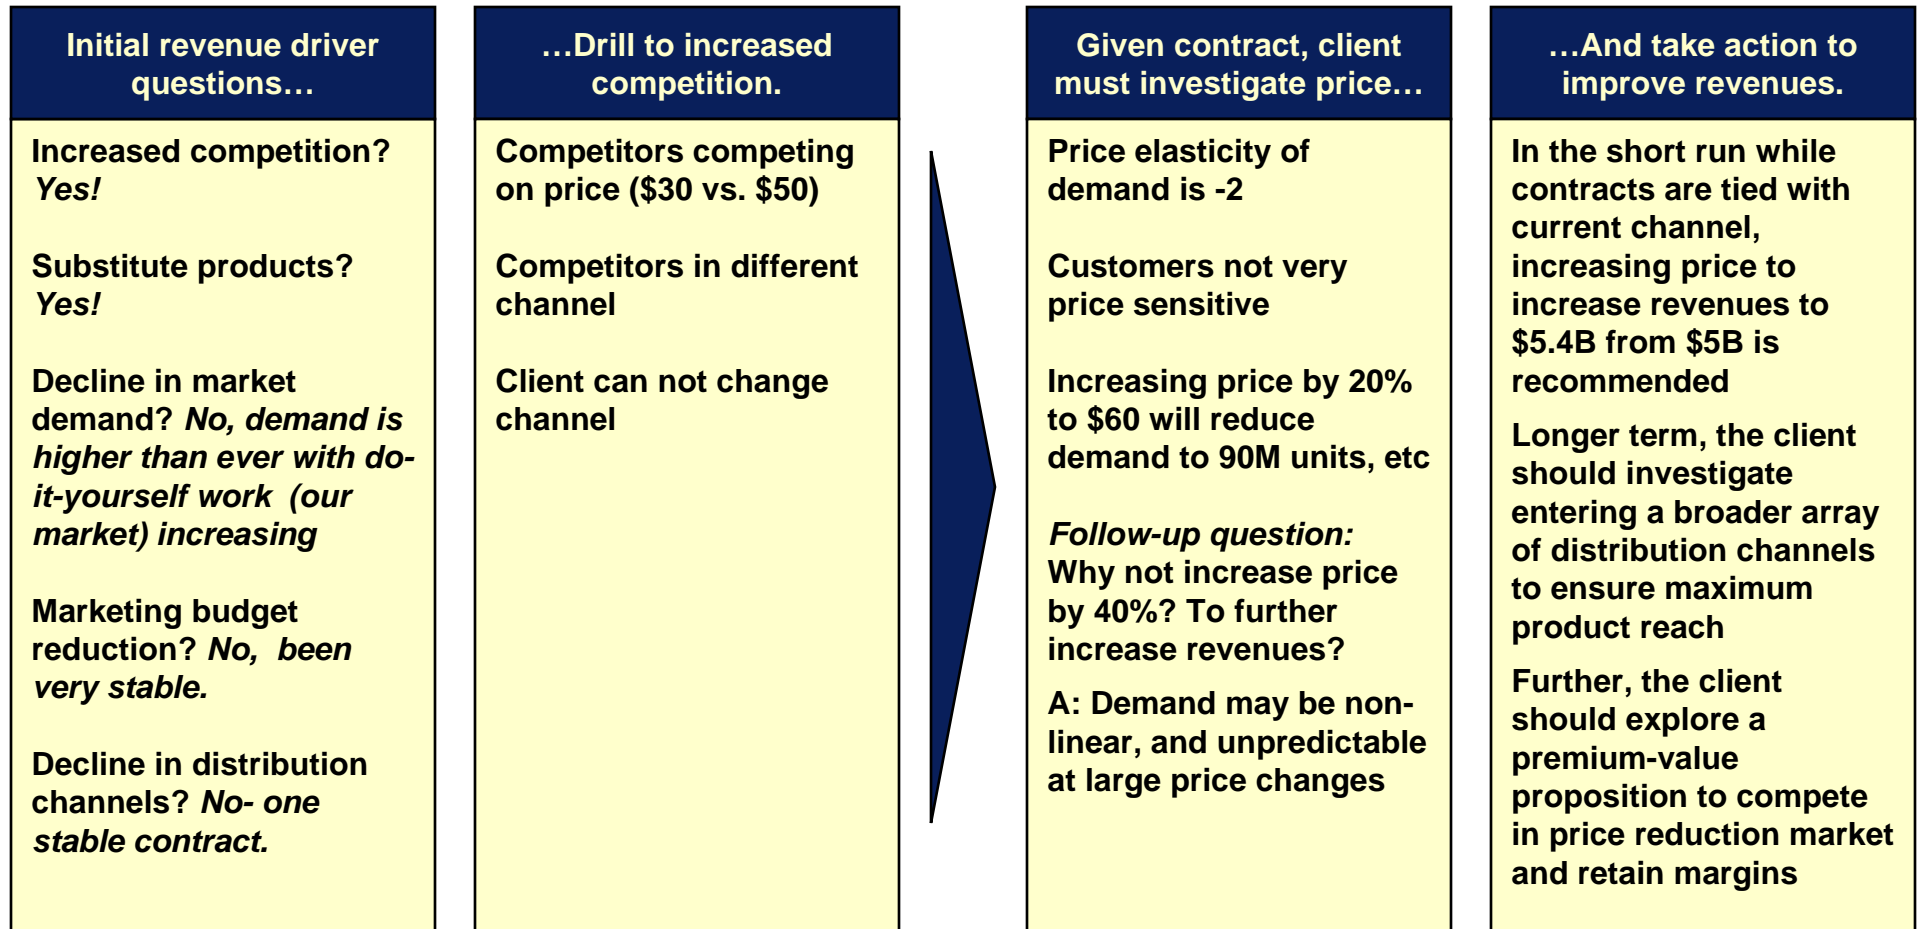 Initial revenue driver
questions…
Increased competition?
Yes!
Substitute products?
Yes!
Decline in market
demand? No, demand is
higher than ever with do-
it-yourself work (our
market) increasing
Marketing budget
reduction? No, been
very stable.
Decline in distribution
channels? No- one
stable contract.
…Drill to increased
competition.
Competitors competing
on price ($30 vs. $50)
Competitors in different
channel
Client can not change
channel
Given contract, client
must investigate price…
Price elasticity of
demand is -2
Customers not very
price sensitive
Increasing price by 20%
to $60 will reduce
demand to 90M units, etc
Follow-up question:
Why not increase price
by 40%? To further
increase revenues?
A: Demand may be non-
linear, and unpredictable
at large price changes
…And take action to
improve revenues.
In the short run while
contracts are tied with
current channel,
increasing price to
increase revenues to
$5.4B from $5B is
recommended
Longer term, the client
should investigate
entering a broader array
of distribution channels
to ensure maximum
product reach
Further, the client
should explore a
premium-value
proposition to compete
in price reduction market
and retain margins